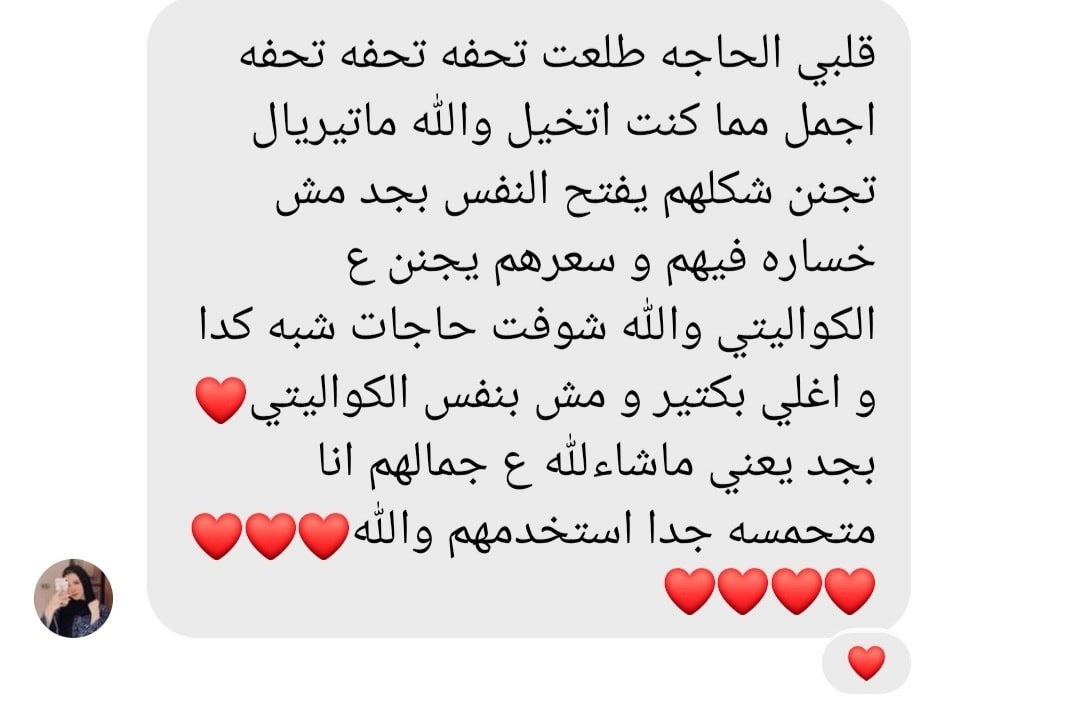 قلبي الحاجه طلعت تحفه تحفه تحفه
اجمل مما كنت اتخيل والله ماتيريال
تجنن شكلهم يفتح النفس بجد مش
خساره فيهم و سعرهم يجنن ع
الكواليتي والله شوفت حاجات شبه كدا
و اغلي بكتير و مش بنفس الكواليتي❤️
بجد يعني ماشاءلله ع جمالهم انا
متحمسه جدا استخدمهم والله❤️❤️❤️
❤️❤️❤️❤️
❤️